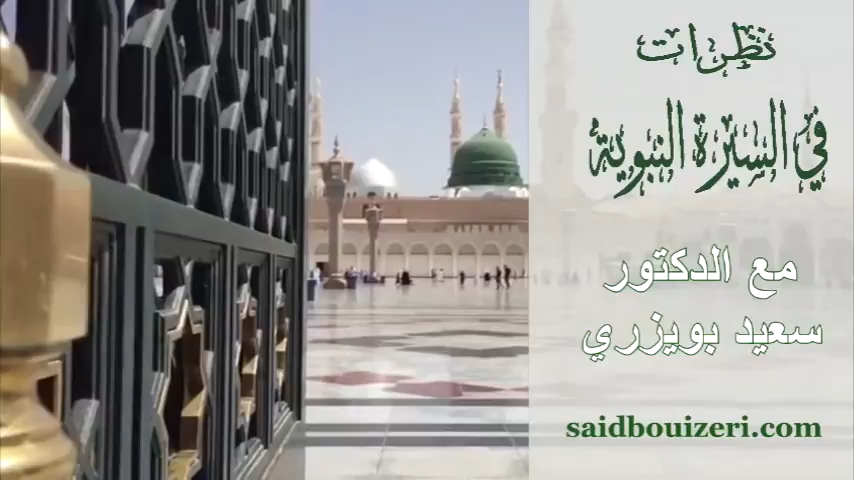 نظرات
في السيرة النبوية
مع الدكتور
سعيد بويزري
saidbouizeri.com